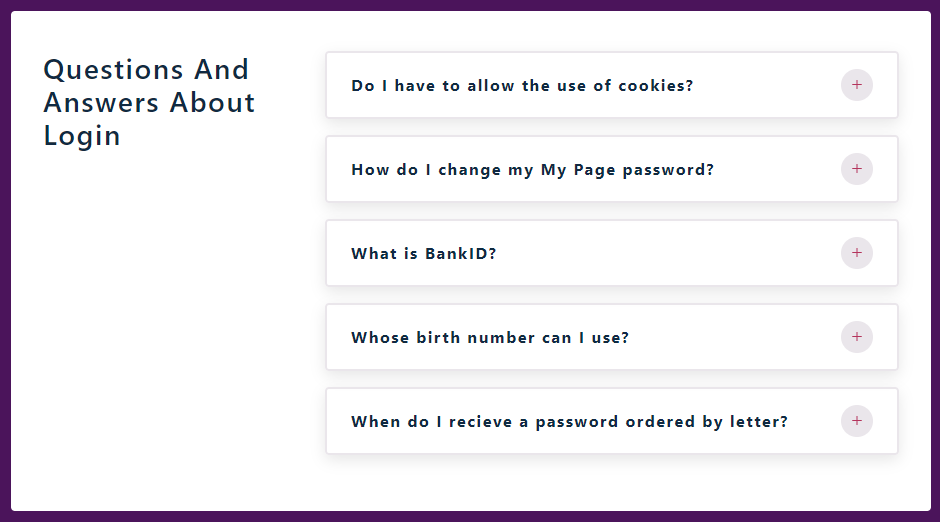 Questions And
Answers About
Login
Do I have to allow the use of cookies?
How do I change my My Page password?
What is BankID?
Whose birth number can I use?
When do I recieve a password ordered by letter?